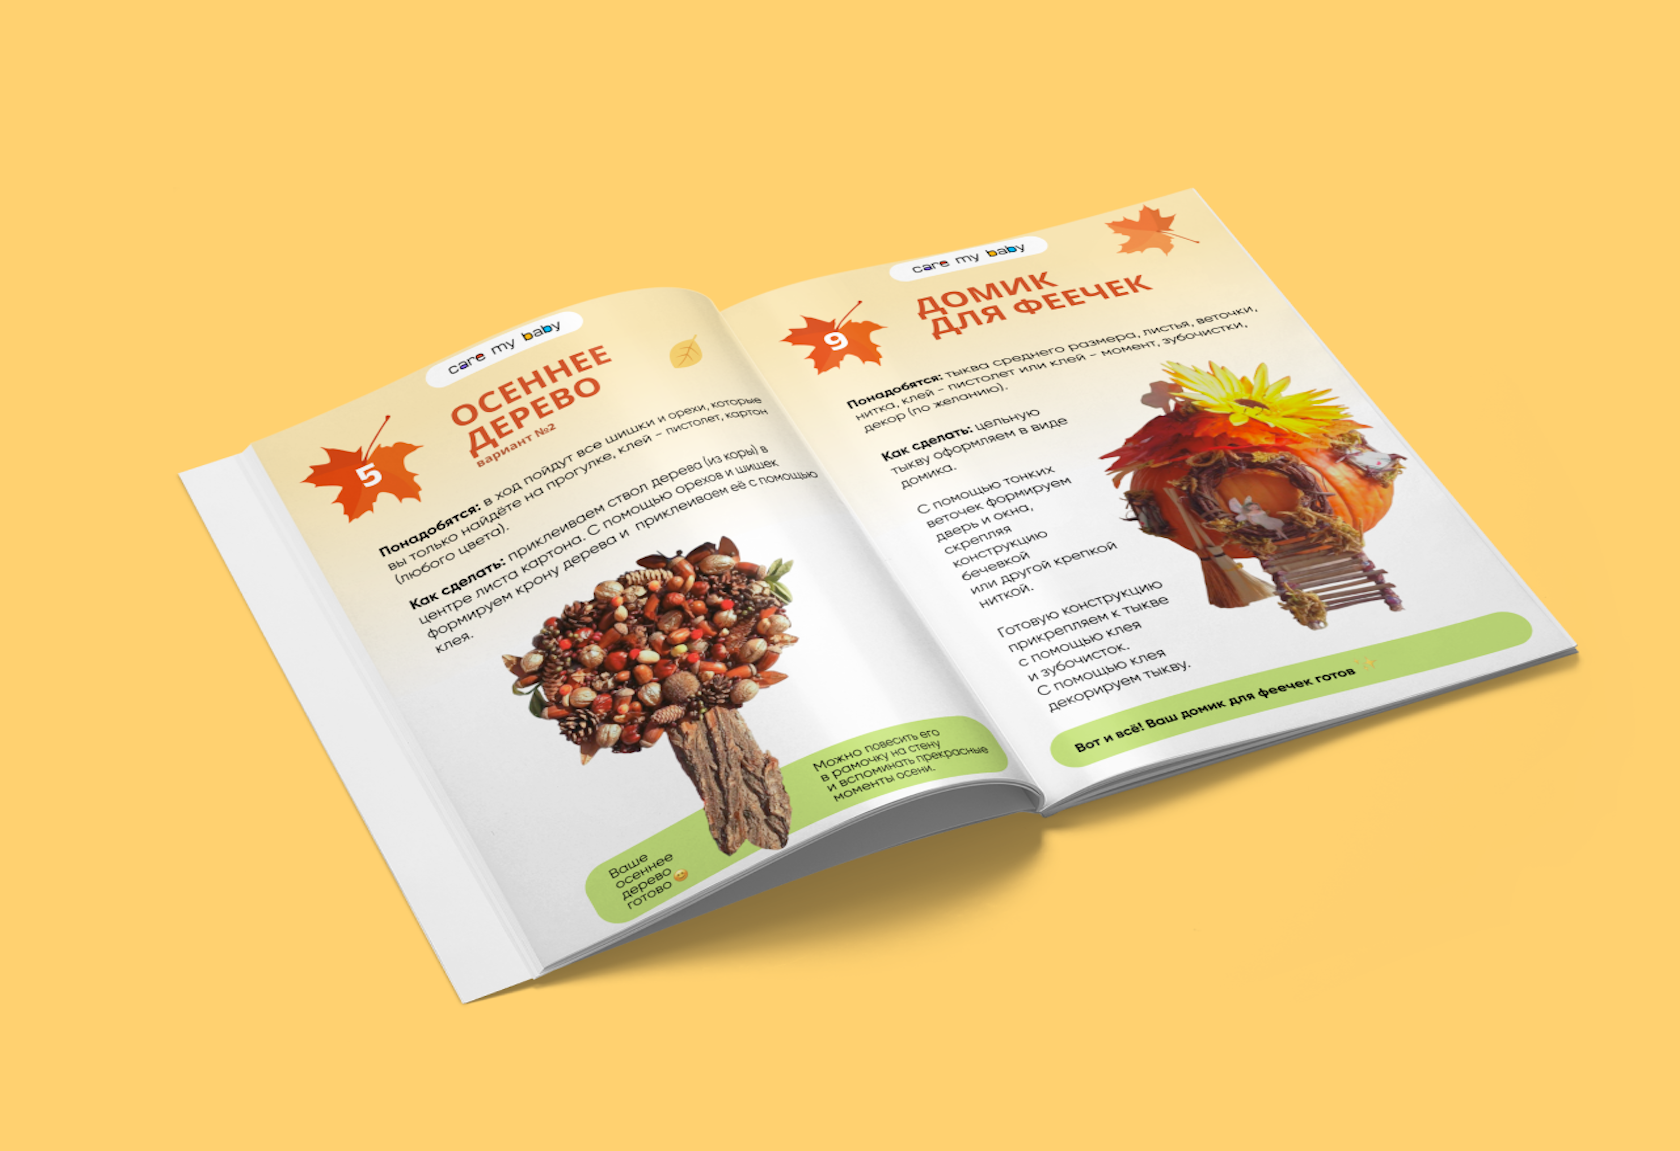 care my baby
ОСЕННЕЕ
ДЕРЕВО
вариант №2
5
Понадобятся: в ход пойдут все шишки и орехи, которые
вы только найдёте на прогулке, клей – пистолет, картон
(любого цвета).
Как сделать: приклеиваем ствол дерева (из коры) в
центре листа картона. С помощью орехов и шишек
формируем крону дерева и приклеиваем её с помощью
клея.
Можно повесить его
в рамочку на стену
и вспоминать прекрасные
моменты осени..
Ваше
осеннее
дерево
готово
care my baby
9
ДОМИК
ДЛЯ ФЕЕЧЕК
Понадобятся: тыква среднего размера, листья, веточки,
нитка, клей – пистолет или клей – момент, зубочистки,
декор (по желанию).
Как сделать: цельную
тыкву оформляем в виде
домика.
С помощью тонких
веточек формируем
дверь и окна,
скрепляя
конструкцию
бечевкой
или другой крепкой
ниткой.
Готовую конструкцию
прикрепляем к тыкве
с помощью клея
и зубочисток.
С помощью клея
декорируем тыкву.
Вот и всё! Ваш домик для феечек готов